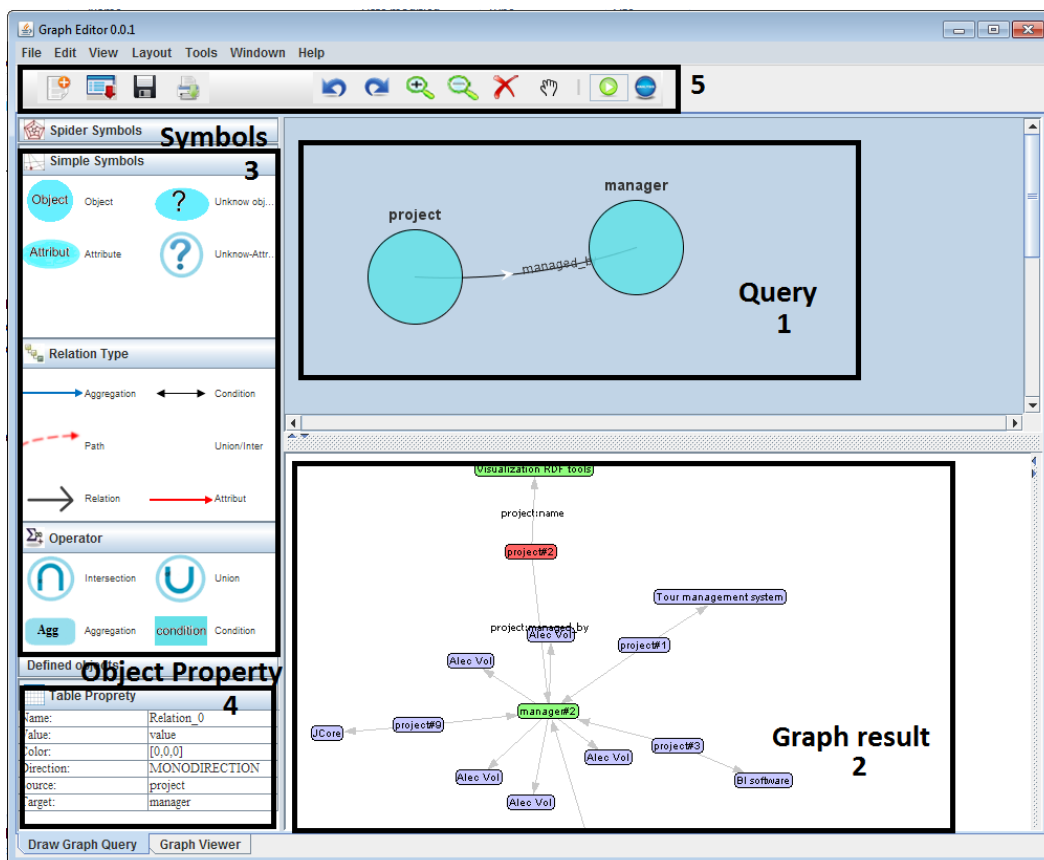 Graph Editor 0.0.1
File Edit View Layout Tools Windown Help
5
Spider Symbols
Symbols
3
Simple Symbols
Object Object ? Unknow obj...
Attribut Attribute ? Unknow-Attr..
Relation Type
Aggregation Condition
Path Union/Inter
Relation Attribut
Operator
Intersection Union
Agg Aggregation condition Condition
Defined objects
Object Property
4
Table Proprety
Name: Relation_0
Value: value
Color: [0,0,0]
Direction: MONODIRECTION
Source: project
Target: manager
Draw Graph Query Graph Viewer
project
manager
managed_b
Query
1
Visualization RDF tools
project:name
project#2
Tour management system
project:managed_by
Alec Vol
project#1
Alec Vol
manager#2
project#9
JCore
project#3
Alec Vol
BI software
Alec Vol
Alec Vol
Graph result
2